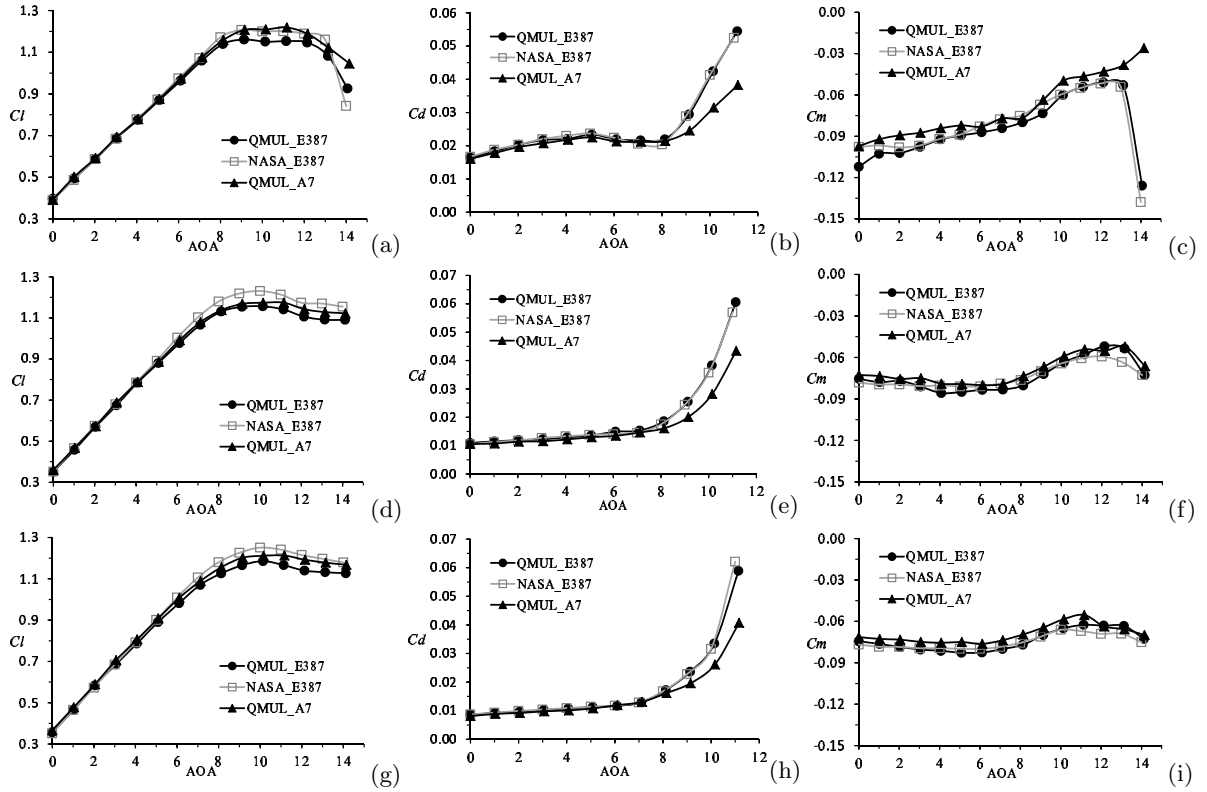 1.3
1.1
0.9
Cl
0.7
0.5
0.3
QMUL_E387
NASA_E387
QMUL_A7
0 2 4 6 8 10 12 14
AOA
(a)
0.06
0.05
0.04
Cd
0.03
0.02
0.01
0.00
QMUL_E387
NASA_E387
QMUL_A7
0 2 4 6 8 10 12
AOA
(b)
0.00
-0.03
-0.06
Cm
-0.09
-0.12
-0.15
QMUL_E387
NASA_E387
QMUL_A7
0 2 4 6 8 10 12 14
AOA
(c)
1.3
1.1
0.9
Cl
0.7
0.5
0.3
QMUL_E387
NASA_E387
QMUL_A7
0 2 4 6 8 10 12 14
AOA
(d)
0.07
0.06
0.05
0.04
Cd
0.03
0.02
0.01
0.00
QMUL_E387
NASA_E387
QMUL_A7
0 2 4 6 8 10 12
AOA
(e)
0.00
-0.03
-0.06
Cm
-0.09
-0.12
-0.15
QMUL_E387
NASA_E387
QMUL_A7
0 2 4 6 8 10 12 14
AOA
(f)
1.3
1.1
0.9
Cl
0.7
0.5
0.3
QMUL_E387
NASA_E387
QMUL_A7
0 2 4 6 8 10 12 14
AOA
(g)
0.07
0.06
0.05
0.04
Cd
0.03
0.02
0.01
0.00
QMUL_E387
NASA_E387
QMUL_A7
0 2 4 6 8 10 12
AOA
(h)
0.00
-0.03
-0.06
Cm
-0.09
-0.12
-0.15
QMUL_E387
NASA_E387
QMUL_A7
0 2 4 6 8 10 12 14
AOA
(i)